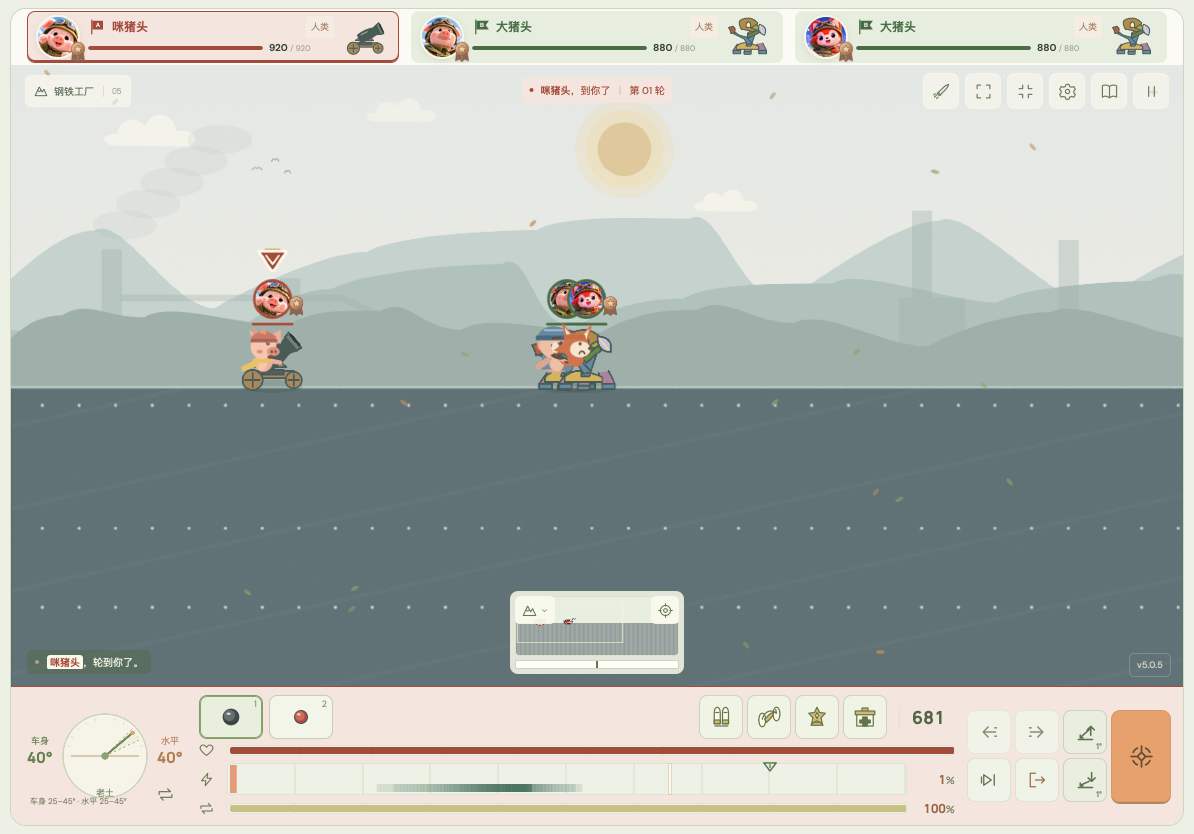 A 咪猪头 人类
920 / 920
B 大猪头 人类
880 / 880
B 大猪头 人类
880 / 880
钢铁工厂 05
咪猪头，到你了 第 01 轮
咪猪头，轮到你了。
v5.0.5
1
2
681
车身
40°
水平
40°
老土
车身 25–45° · 水平 25–45°
1%
100%
1°
1°